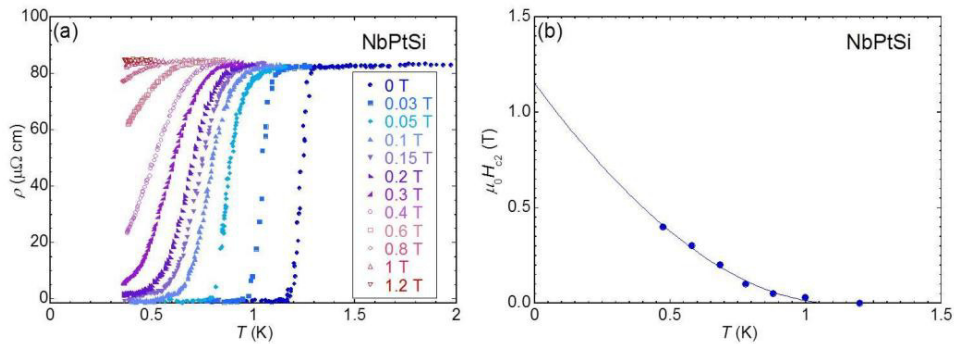 (a)
NbPtSi
100
80
60
40
20
0
ρ (μΩ cm)
0 T
0.03 T
0.05 T
0.1 T
0.15 T
0.2 T
0.3 T
0.4 T
0.6 T
0.8 T
1 T
1.2 T
0 0.5 1 1.5 2
T (K)
(b)
NbPtSi
1.5
1.0
0.5
0.0
μ₀Hc2 (T)
0 0.5 1.0 1.5
T (K)